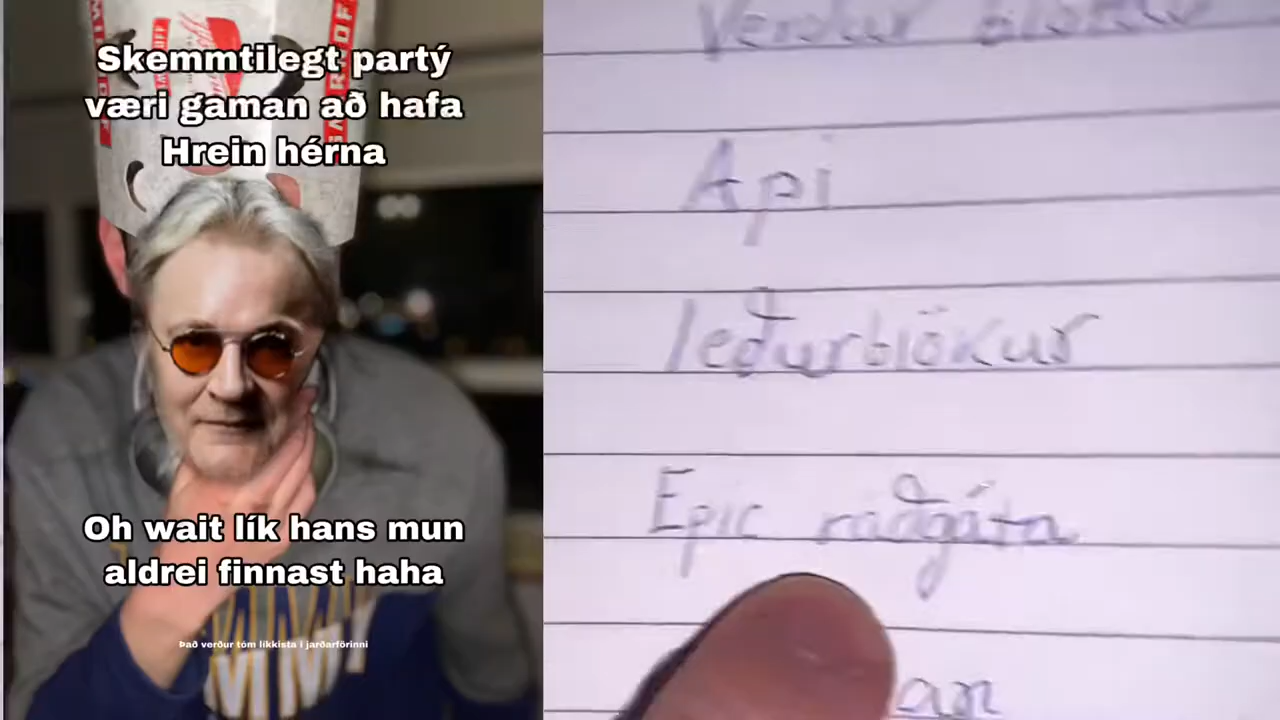 Skemmtilegt partý
væri gaman að hafa
Hrein hérna
Oh wait lík hans mun
aldrei finnast haha
Það verður tóm líkkista í jarðarförinni
Verður
Api
leðurblökur
Epic ráðgáta